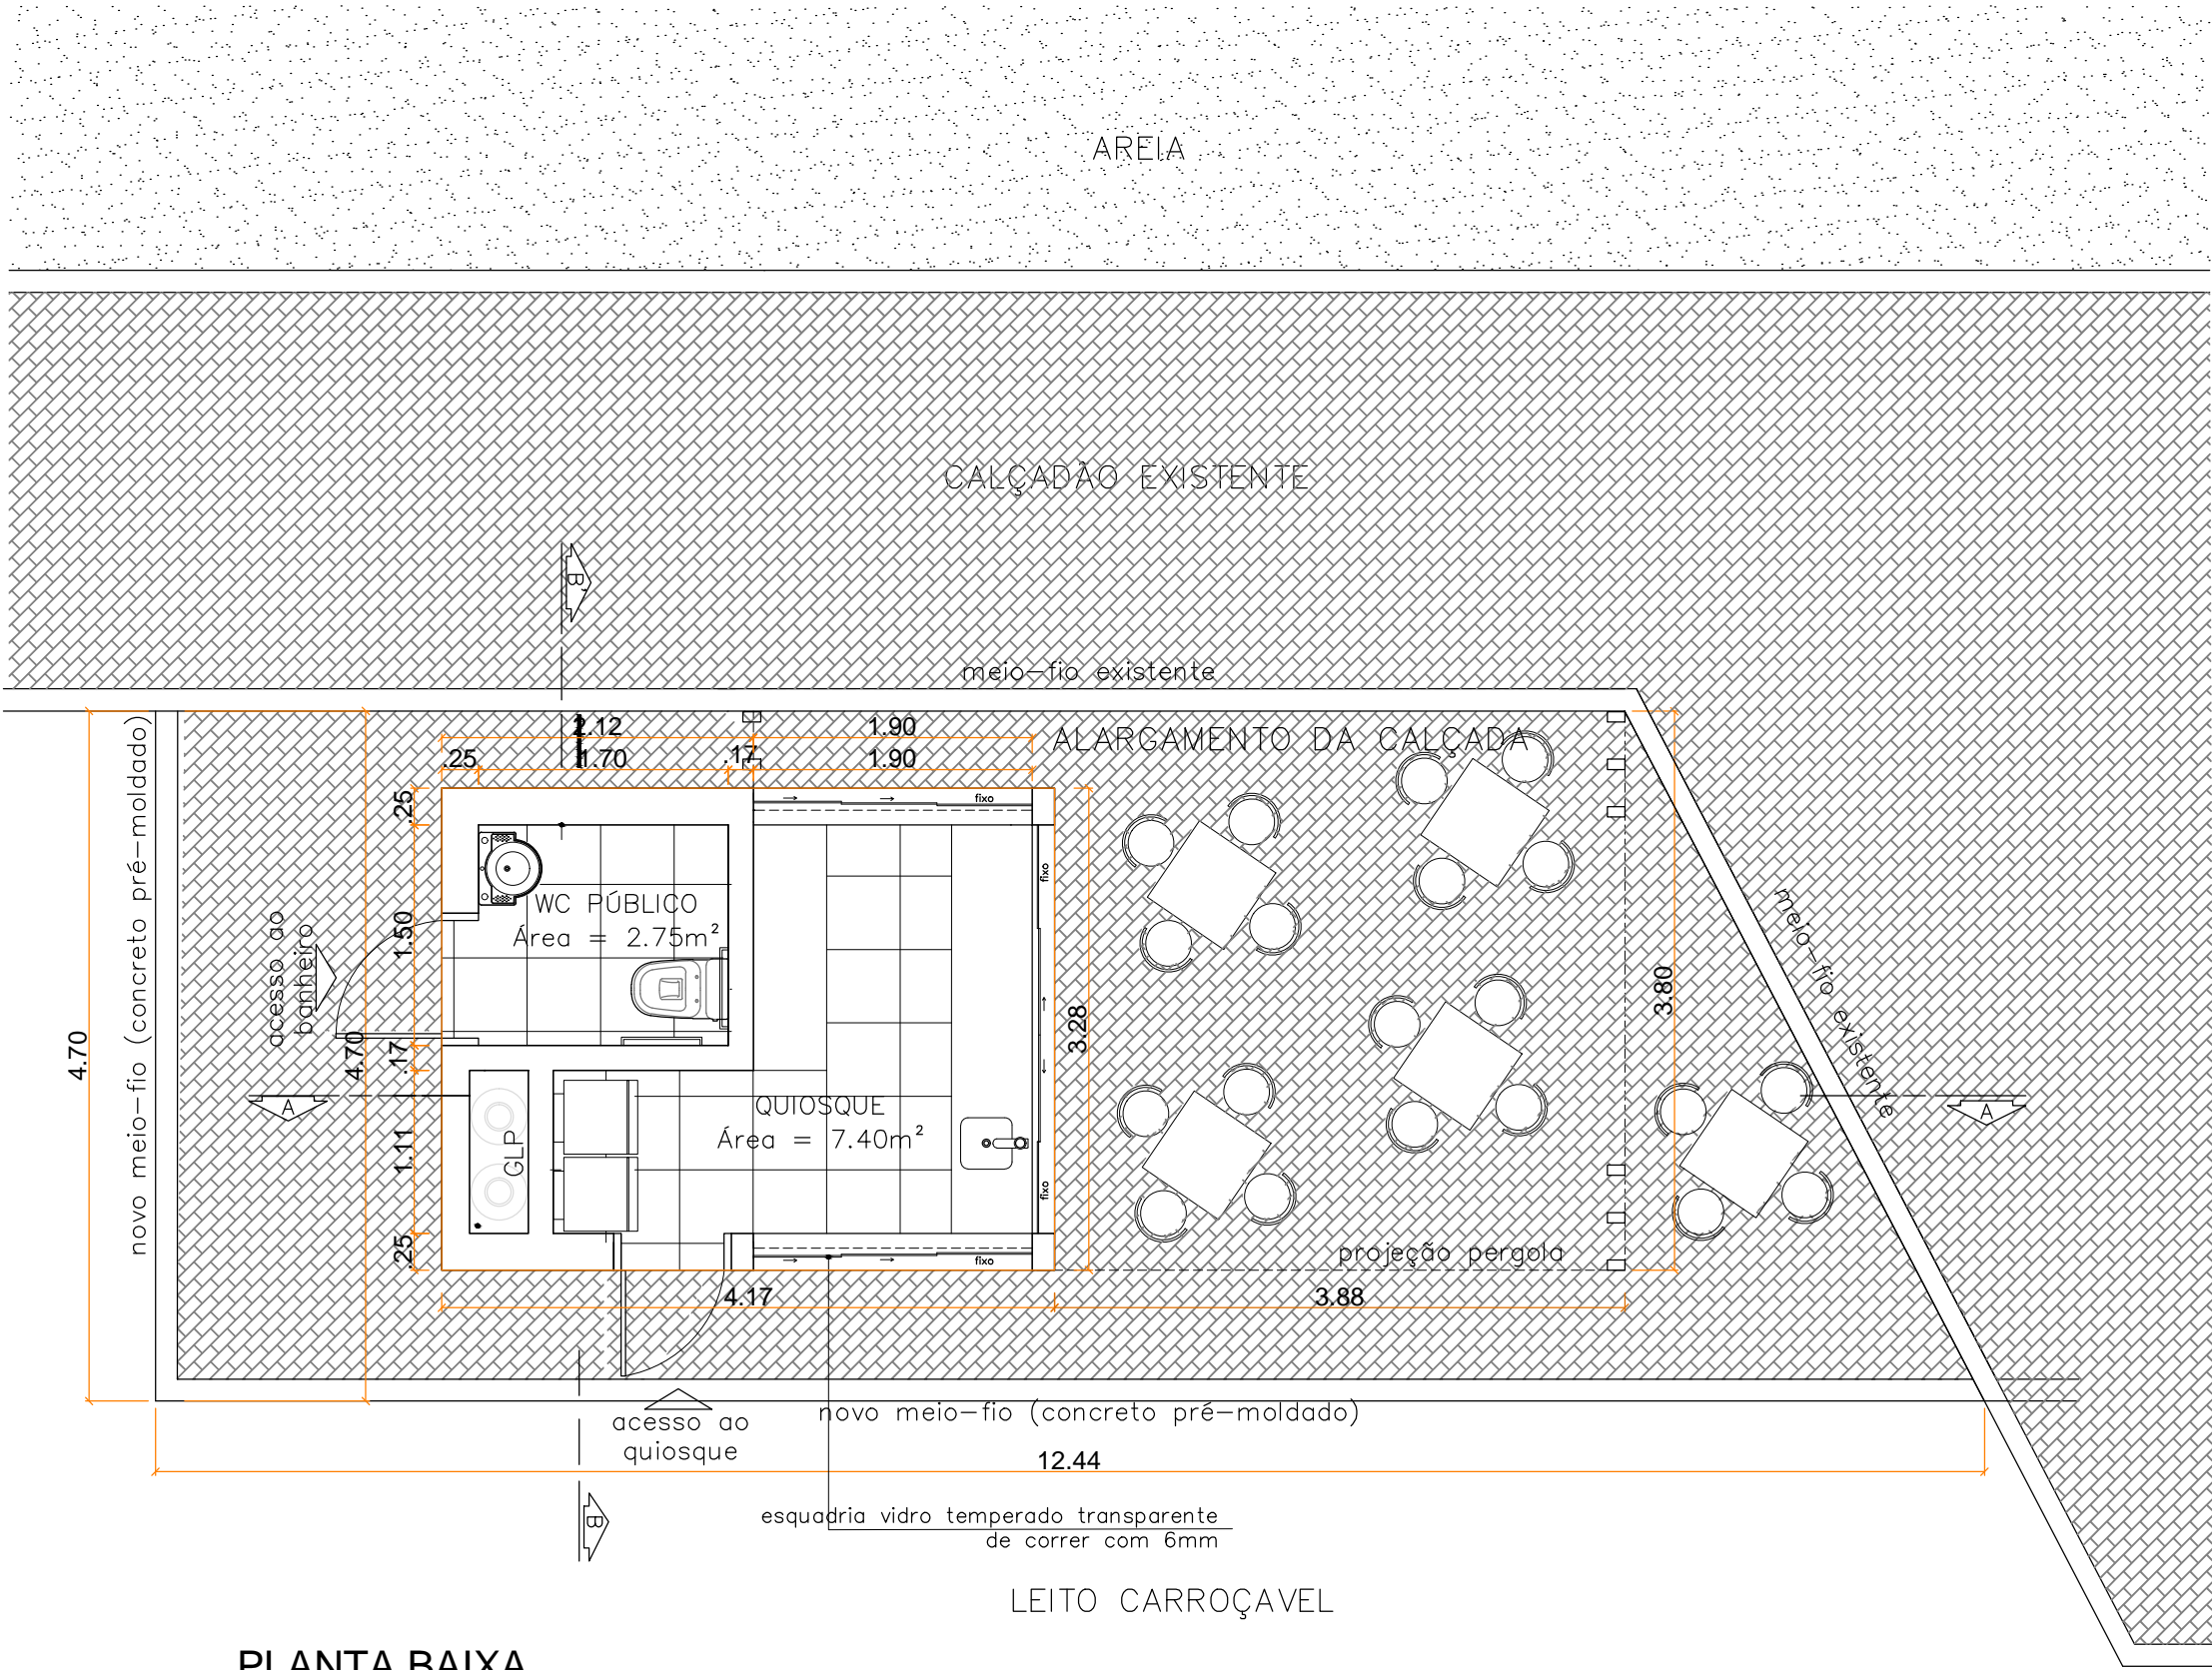 AREIA
CALÇADÃO EXISTENTE
B'
meio-fio existente
2.12
1.90
ALARGAMENTO DA CALÇADA
.25
1.70
.17
1.90
novo meio-fio (concreto pré-moldado)
.25
fixo
fixo
WC PÚBLICO
Área = 2.75m²
1.50
acesso ao
banheiro
meio-fio existente
3.80
3.28
4.70
4.70
.17
A
A
QUIOSQUE
Área = 7.40m²
GLP
1.11
fixo
.25
fixo
projeção pergola
4.17
3.88
acesso ao
quiosque
novo meio-fio (concreto pré-moldado)
12.44
B
esquadria vidro temperado transparente
de correr com 6mm
LEITO CARROÇAVEL
PLANTA BAIXA